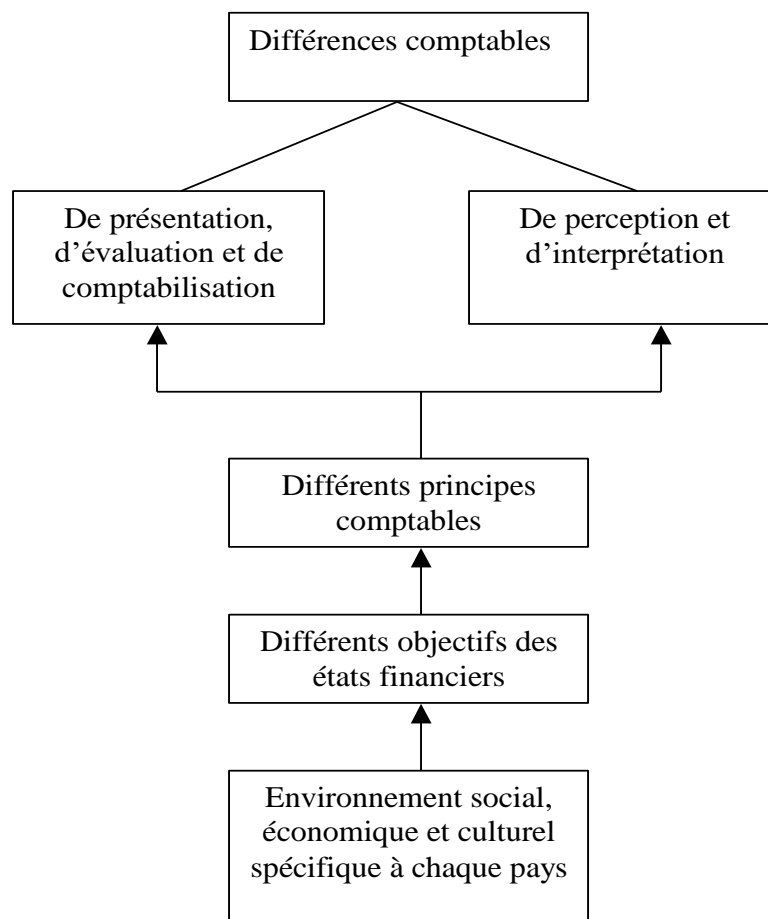 Différences comptables
De présentation,
d’évaluation et de
comptabilisation
De perception et
d’interprétation
Différents principes
comptables
Différents objectifs des
états financiers
Environnement social,
économique et culturel
spécifique à chaque pays